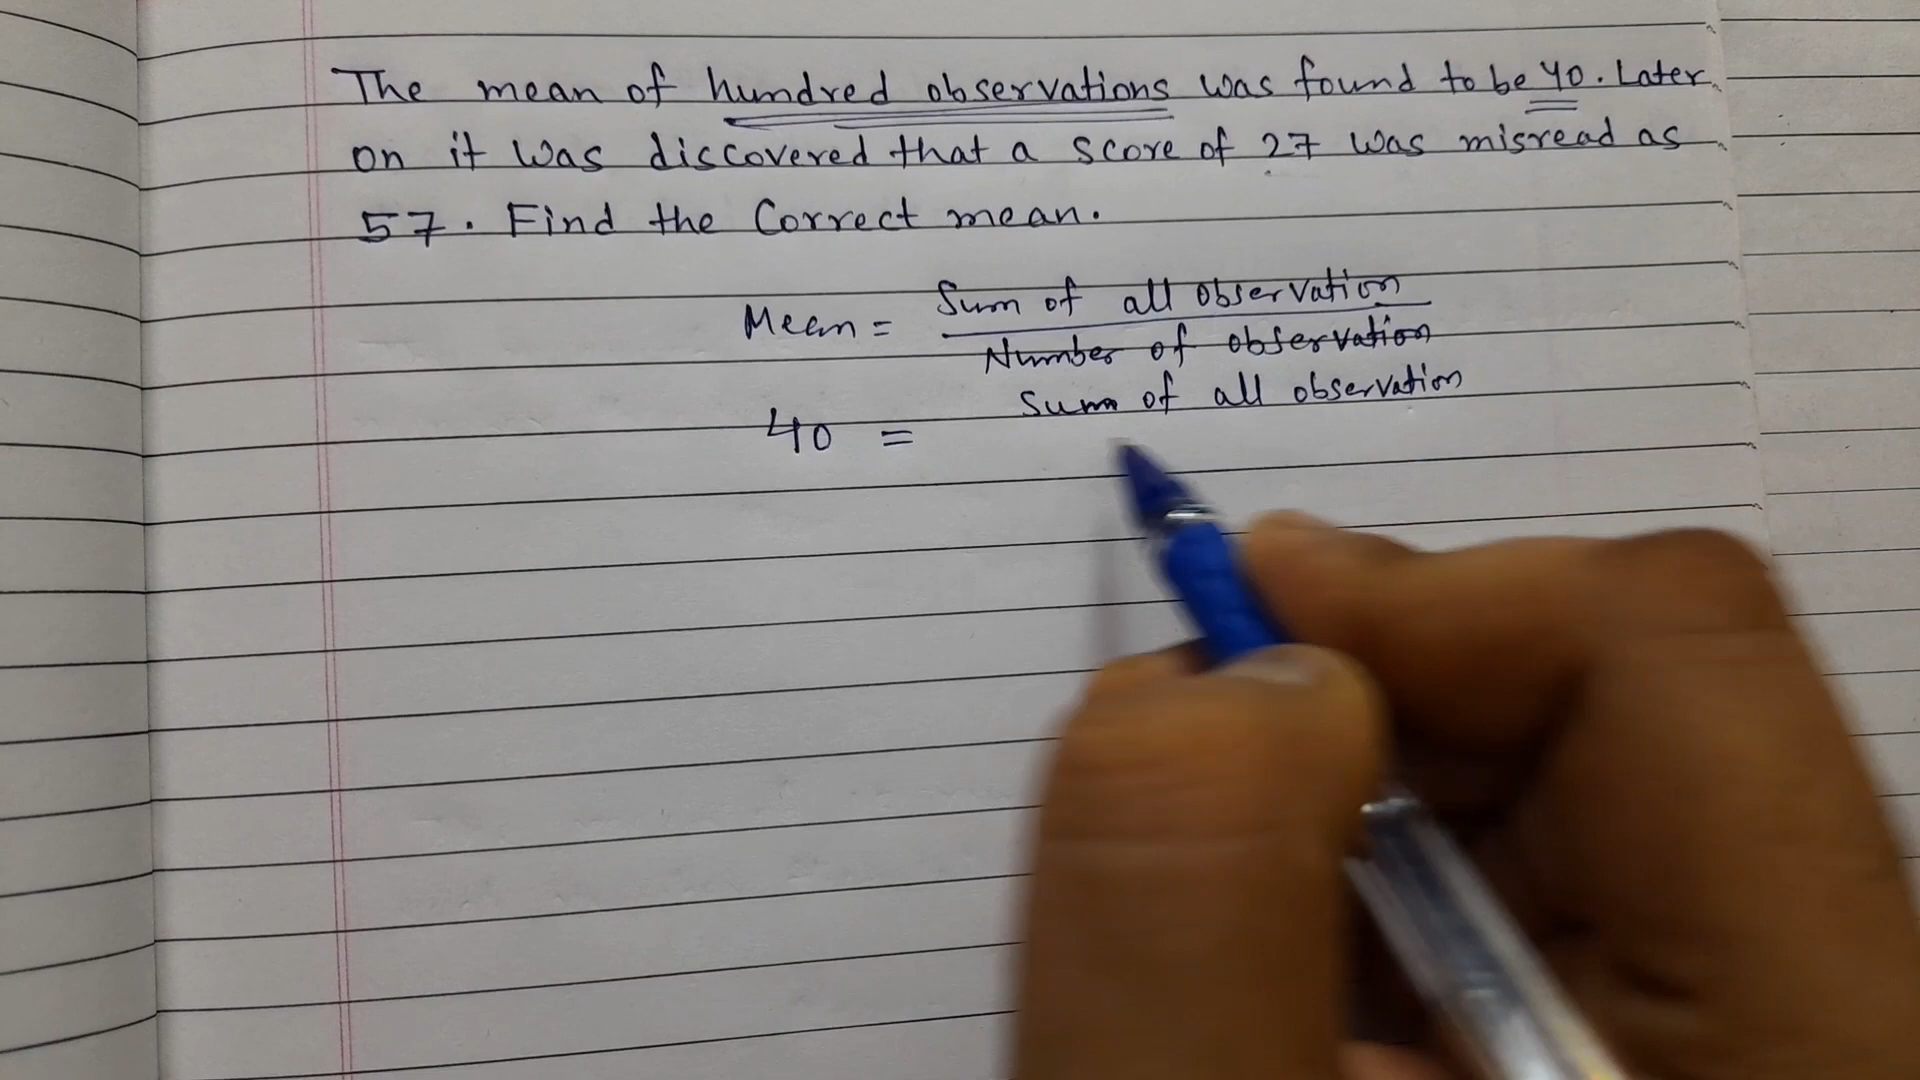 The mean of hundred observations was found to be 40. Later
on it was discovered that a score of 27 was misread as
57. Find the Correct mean.
Mean = Sum of all observation
Number of observation
Sum of all observation
40 =